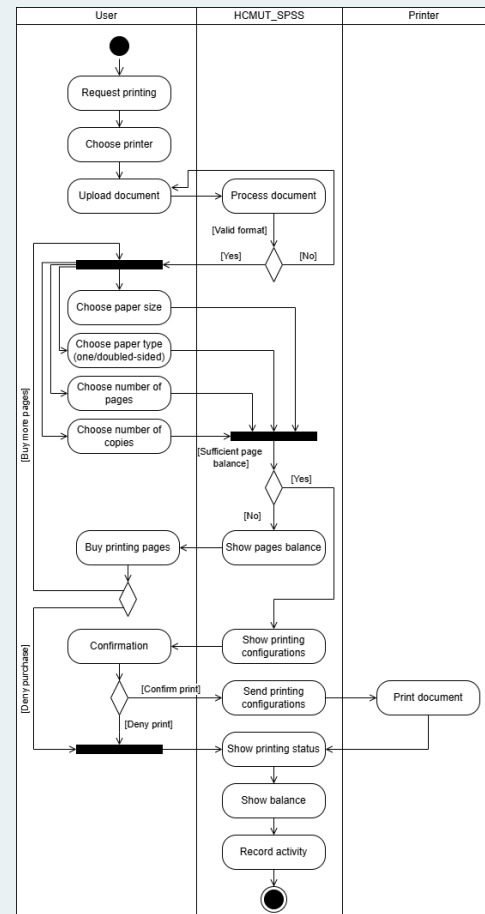 User
HCMUT_SPSS
Printer
Request printing
Choose printer
Upload document
Process document
[Valid format]
[Yes]
[No]
Choose paper size
Choose paper type
(one/doubled-sided)
Choose number of
pages
Choose number of
copies
[Buy more pages]
[Sufficient page
balance]
[Yes]
[No]
Buy printing pages
Show pages balance
Confirmation
Show printing
configurations
[Deny purchase]
[Confirm print]
Send printing
configurations
Print document
[Deny print]
Show printing status
Show balance
Record activity